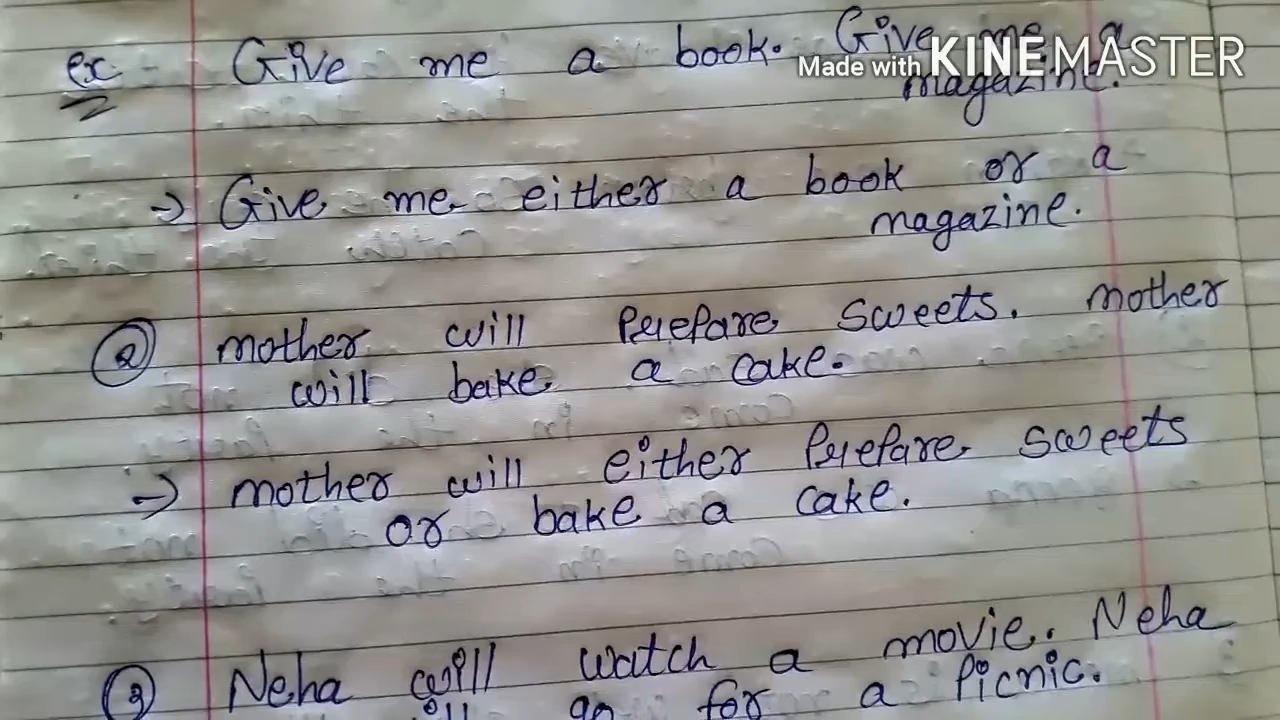 ex Give me a book. Give me a
Made with KINEMASTER
magazine.
→ Give me either a book or a
magazine.
② mother will prepare sweets. mother
will bake a cake.
→ mother will either prepare sweets
or bake a cake.
③ Neha will watch a movie. Neha
will go for a picnic.